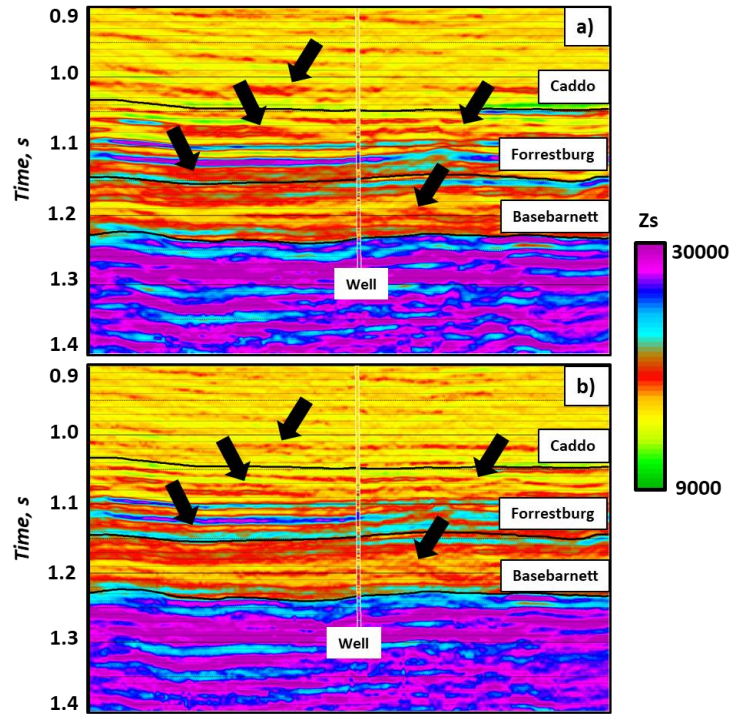 0.9
a)
1.0
Caddo
1.1
Forrestburg
Time, s
1.2
Basebarnett
Zs
30000
1.3
Well
1.4
0.9
b)
1.0
Caddo
9000
1.1
Forrestburg
Time, s
1.2
Basebarnett
1.3
Well
1.4